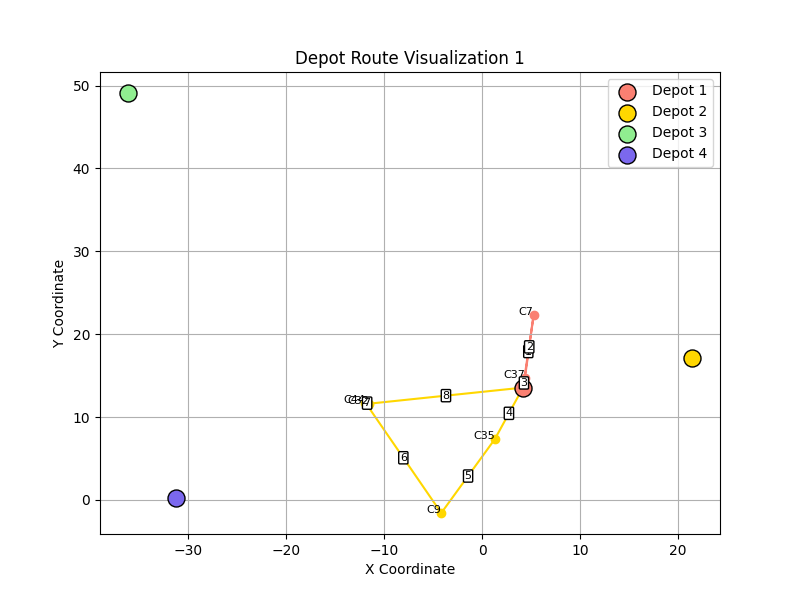 Depot Route Visualization 1
Depot 1
Depot 2
Depot 3
Depot 4
Y Coordinate
50
40
30
20
10
0
C7
2
C37
3
8
4
C35
6
5
C9
−30
−20
−10
0
10
20
X Coordinate